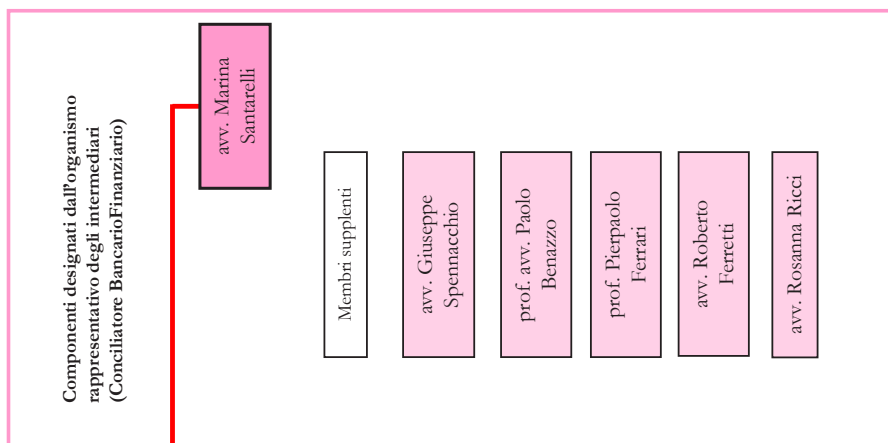 Componenti designati dall'organismo
rappresentativo degli intermediari
(Conciliatore BancarioFinanziario)
avv. Marina
Santarelli
Membri supplenti
avv. Giuseppe
Spennacchio
prof. avv. Paolo
Benazzo
prof. Pierpaolo
Ferrari
avv. Roberto
Ferretti
avv. Rosanna Ricci